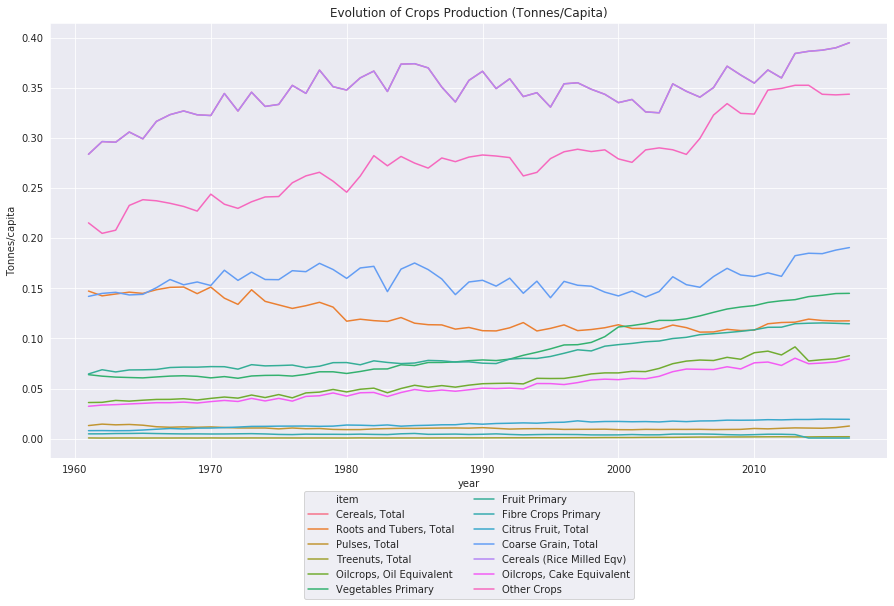 Evolution of Crops Production (Tonnes/Capita)
0.40
0.35
0.30
0.25
0.20
0.15
0.10
0.05
0.00
Tonnes/capita
1960 1970 1980 1990 2000 2010
year
item
Cereals, Total
Roots and Tubers, Total
Pulses, Total
Treenuts, Total
Oilcrops, Oil Equivalent
Vegetables Primary
Fruit Primary
Fibre Crops Primary
Citrus Fruit, Total
Coarse Grain, Total
Cereals (Rice Milled Eqv)
Oilcrops, Cake Equivalent
Other Crops